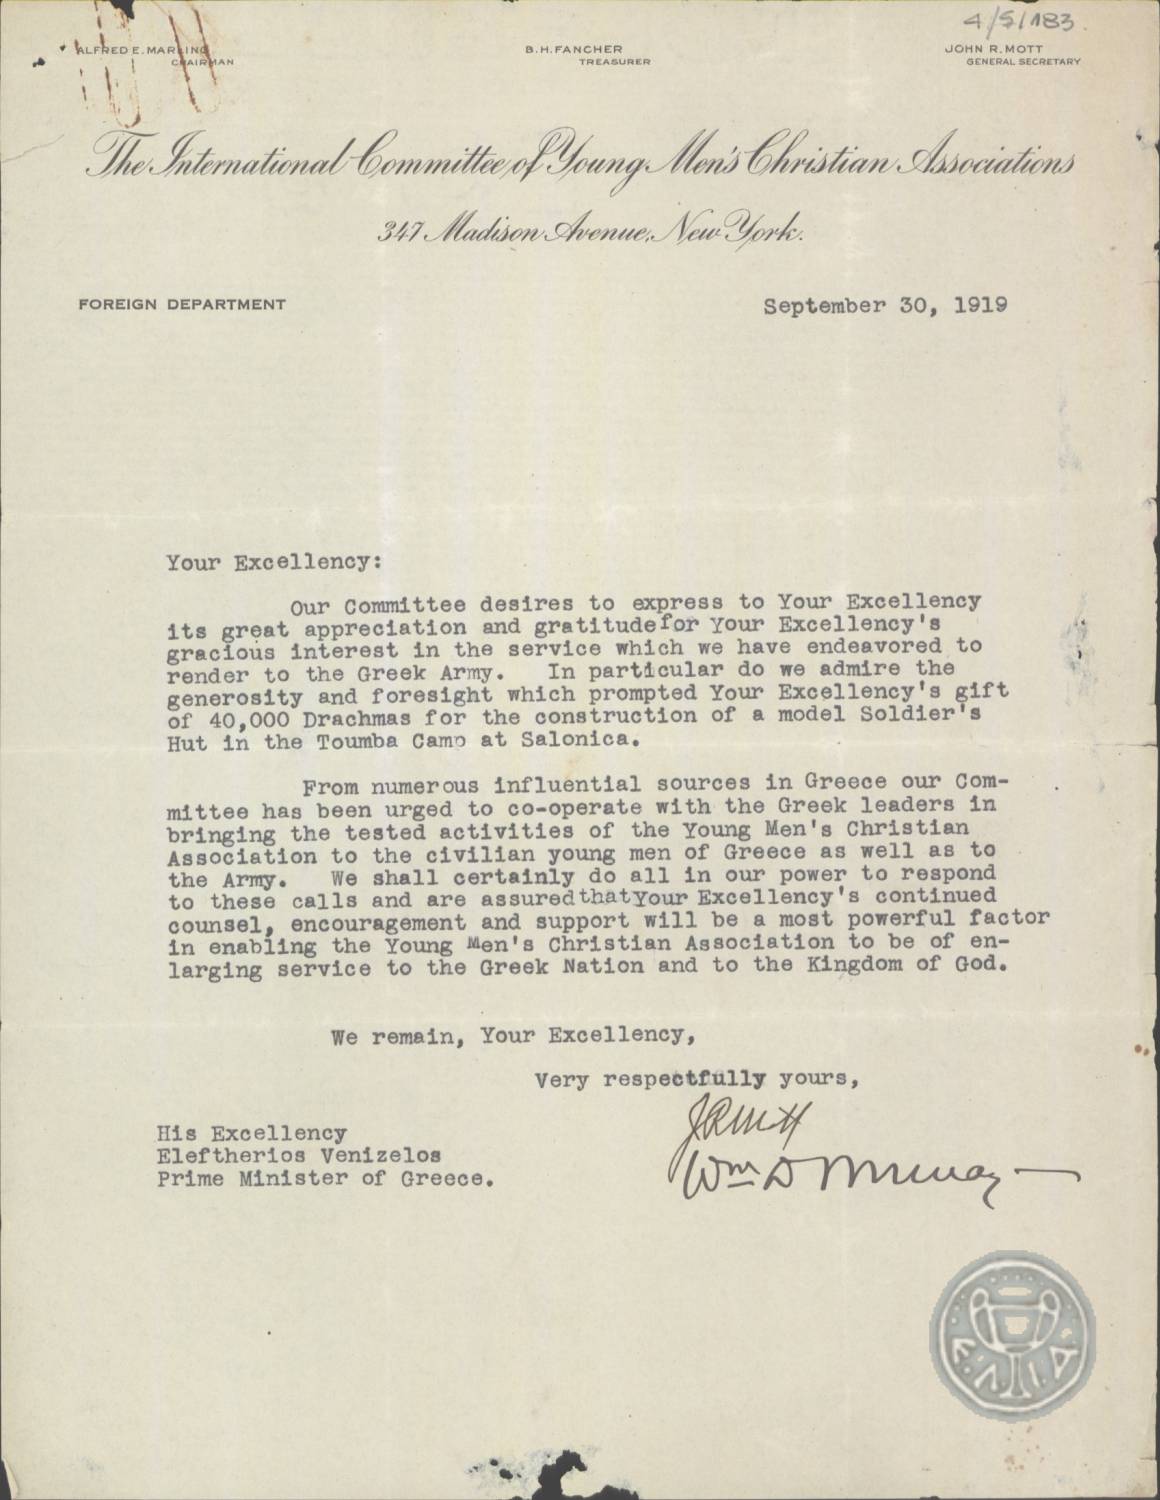 4/5/183.
ALFRED E. MARLING
CHAIRMAN
B.H. FANCHER
TREASURER
JOHN R. MOTT
GENERAL SECRETARY
The International Committee of Young Men's Christian Associations
347 Madison Avenue, New York.
FOREIGN DEPARTMENT
September 30, 1919
Your Excellency:
Our Committee desires to express to Your Excellency
its great appreciation and gratitude for Your Excellency's
gracious interest in the service which we have endeavored to
render to the Greek Army. In particular do we admire the
generosity and foresight which prompted Your Excellency's gift
of 40,000 Drachmas for the construction of a model Soldier's
Hut in the Toumba Camp at Salonica.
From numerous influential sources in Greece our Com-
mittee has been urged to co-operate with the Greek leaders in
bringing the tested activities of the Young Men's Christian
Association to the civilian young men of Greece as well as to
the Army. We shall certainly do all in our power to respond
to these calls and are assured that Your Excellency's continued
counsel, encouragement and support will be a most powerful factor
in enabling the Young Men's Christian Association to be of en-
larging service to the Greek Nation and to the Kingdom of God.
We remain, Your Excellency,
Very respectfully yours,
J R Mott
Wm D Murray
His Excellency
Eleftherios Venizelos
Prime Minister of Greece.
Ε.Λ.Ι.Α